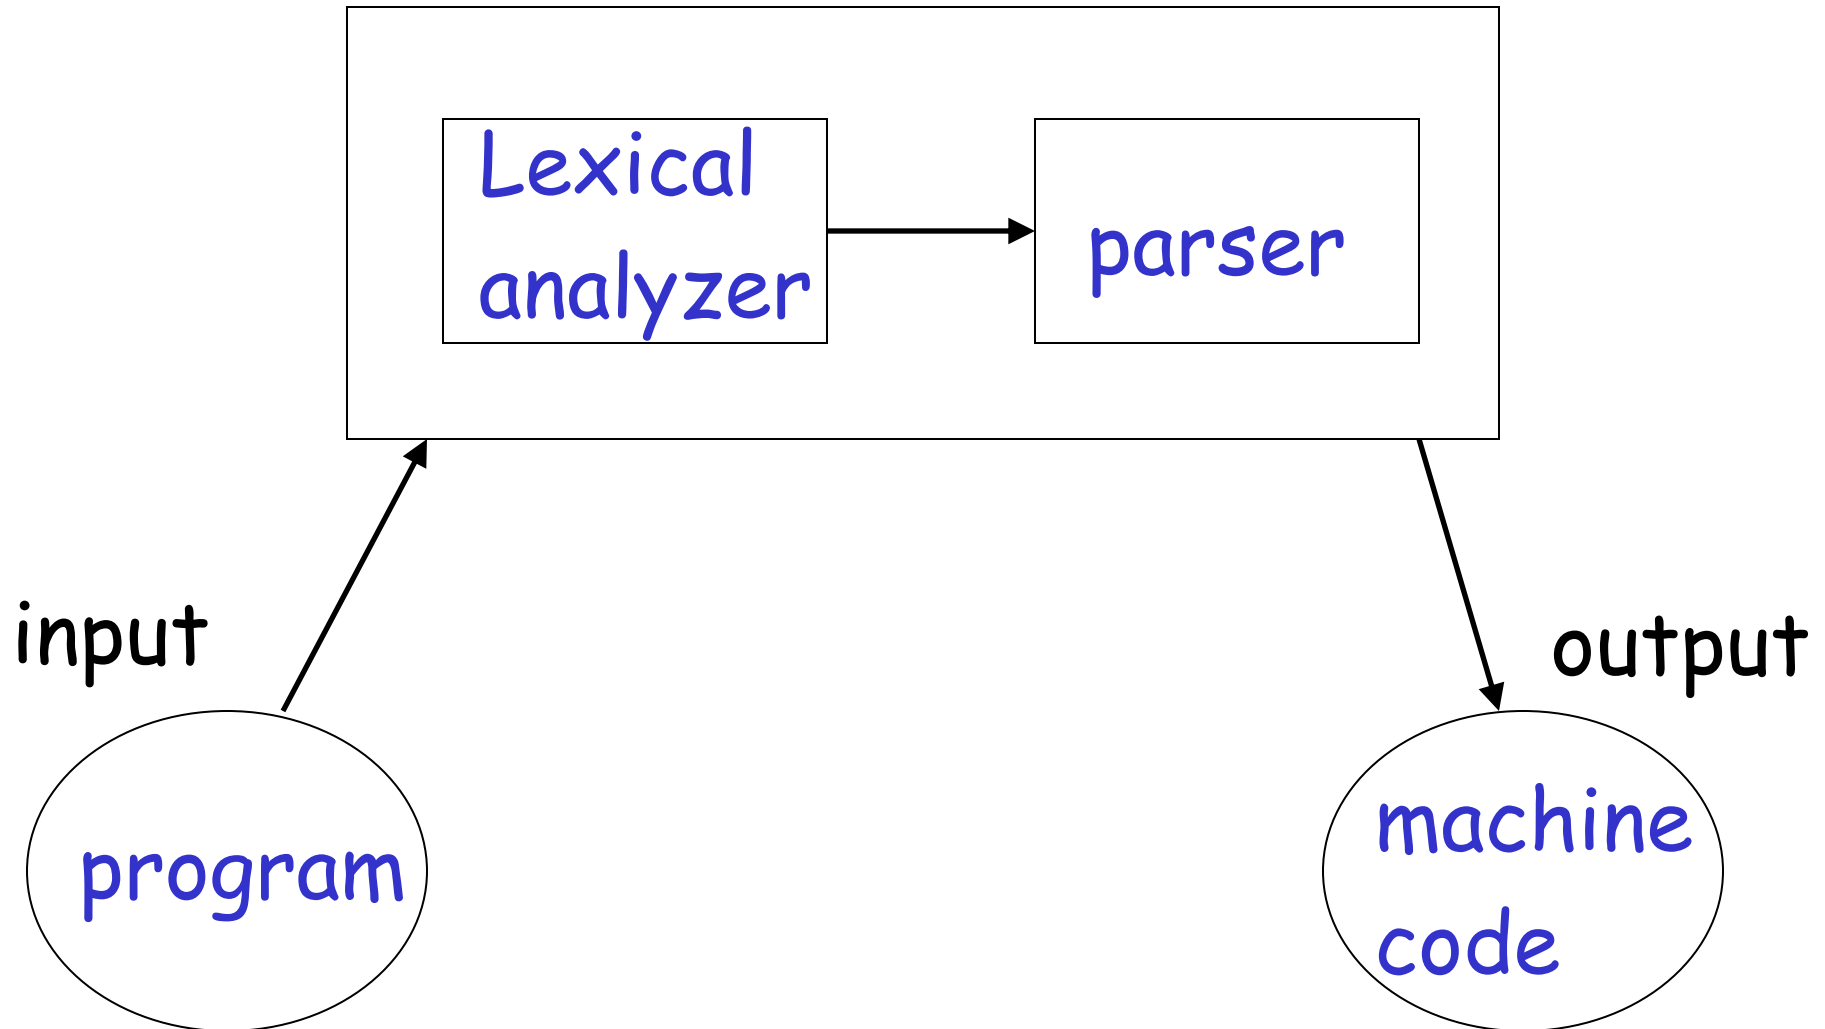 Lexical
analyzer
parser
input
output
program
machine
code